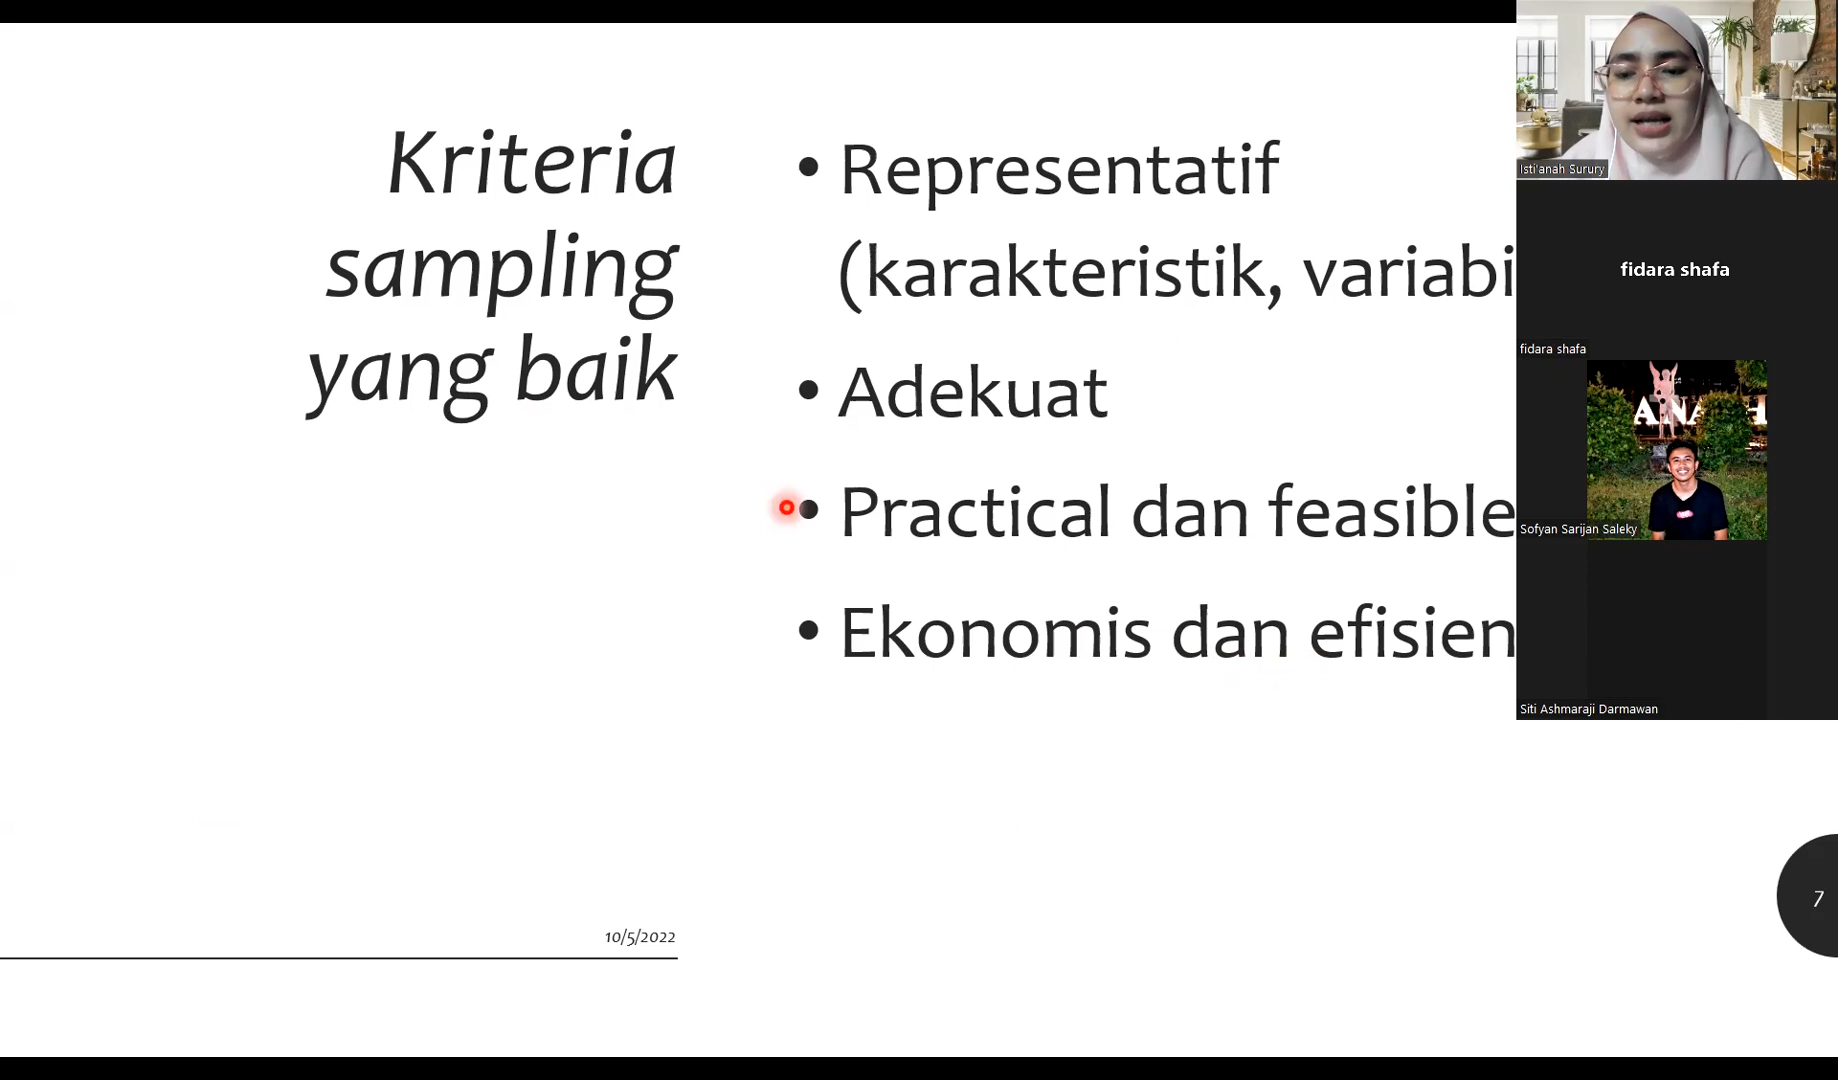 Kriteria
sampling
yang baik
• Representatif
(karakteristik, variabi
• Adekuat
• Practical dan feasible
• Ekonomis dan efisien
10/5/2022
7
Isti'anah Surury
fidara shafa
fidara shafa
Sofyan Sarijan Saleky
Siti Ashmaraji Darmawan